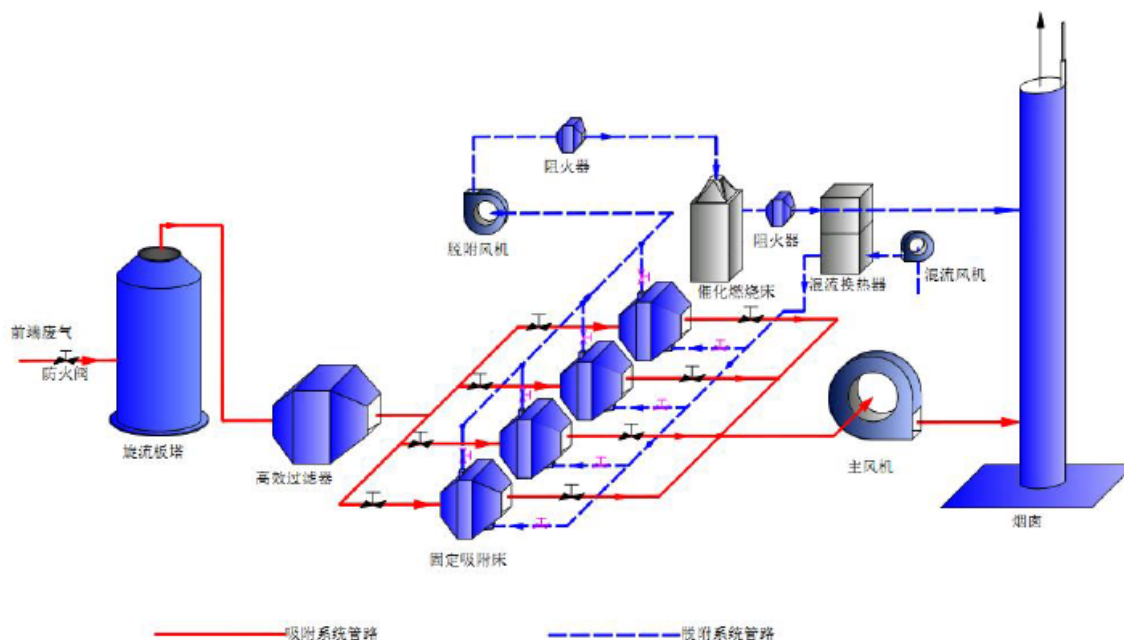 阻火器
脱附风机
阻火器
催化燃烧床
混流换热器
混流风机
前端废气
防火阀
旋流板塔
高效过滤器
固定吸附床
主风机
烟囱
吸附系统管路
脱附系统管路